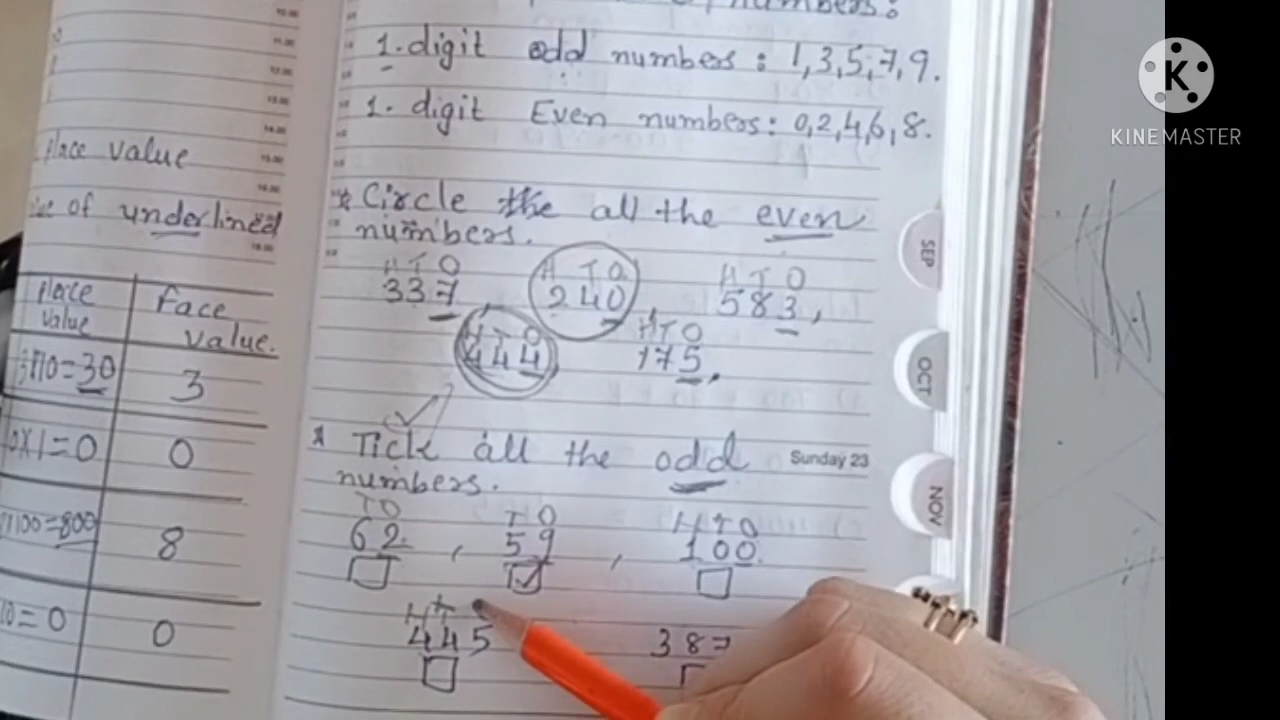 numbers:
1. digit odd numbers: 1,3,5,7,9.
1. digit Even numbers: 0,2,4,6,8.
Circle the all the even
numbers.
H T O H T O H T O
337, 240, 583,
H T O H T O
444 175.
Tick all the odd
Sunday 23
numbers.
T O T O H T O
62, 59, 100
H T
445 387
place value
of underlined
Place Value Face Value.
=30 3
0X1=0 0
100=800 8
=0 0
SEP
OCT
NOV
K
KINEMASTER